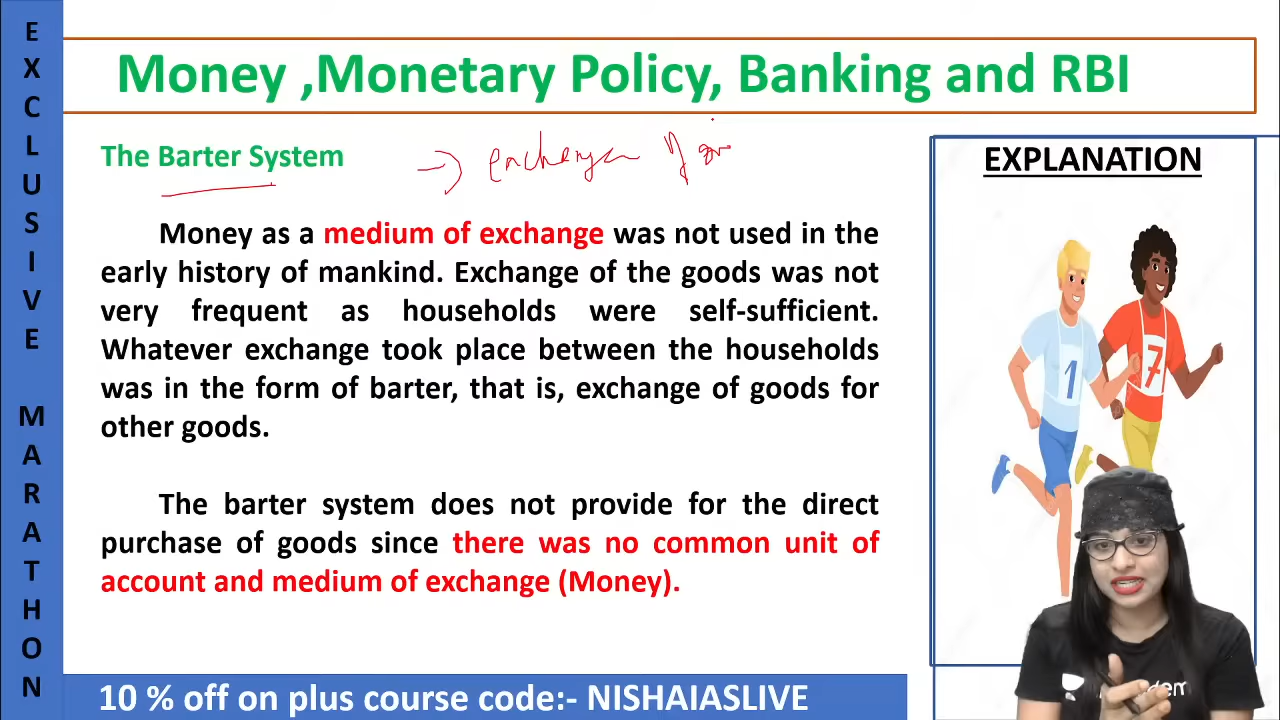 EXCLUSIVE MARATHON
Money ,Monetary Policy, Banking and RBI
The Barter System
→ exchange of
EXPLANATION
Money as a medium of exchange was not used in the
early history of mankind. Exchange of the goods was not
very frequent as households were self-sufficient.
Whatever exchange took place between the households
was in the form of barter, that is, exchange of goods for
other goods.
The barter system does not provide for the direct
purchase of goods since there was no common unit of
account and medium of exchange (Money).
1
7
10 % off on plus course code:- NISHAIASLIVE